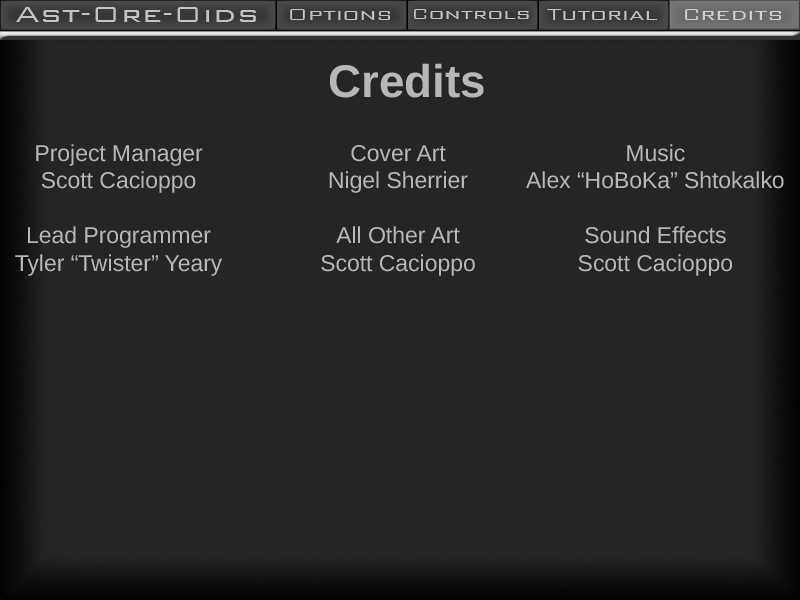 Ast-Ore-Oids Options Controls Tutorial Credits
Credits
Project Manager
Scott Cacioppo
Cover Art
Nigel Sherrier
Music
Alex “HoBoKa” Shtokalko
Lead Programmer
Tyler “Twister” Yeary
All Other Art
Scott Cacioppo
Sound Effects
Scott Cacioppo